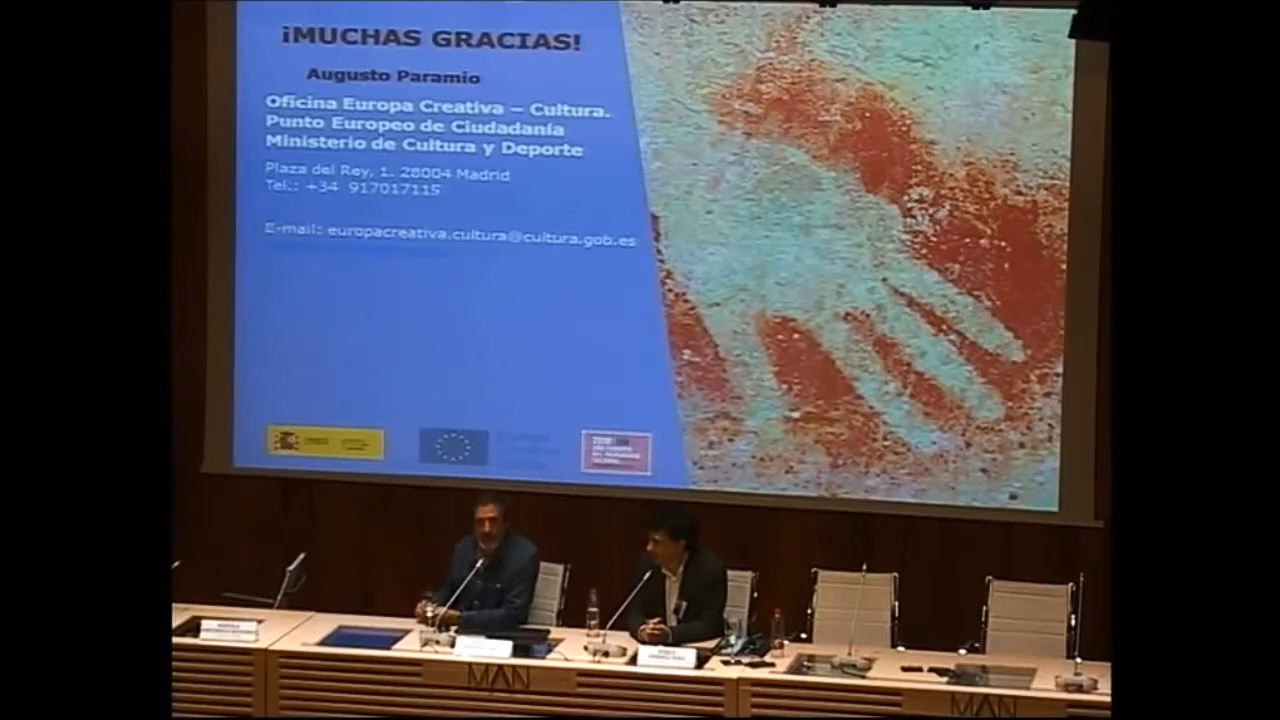 ¡MUCHAS GRACIAS!
Augusto Paramio
Oficina Europa Creativa – Cultura.
Punto Europeo de Ciudadanía
Ministerio de Cultura y Deporte
Plaza del Rey, 1. 28004 Madrid
Tel.: +34 917017115
E-mail: europacreativa.cultura@cultura.gob.es
MAN
MAN